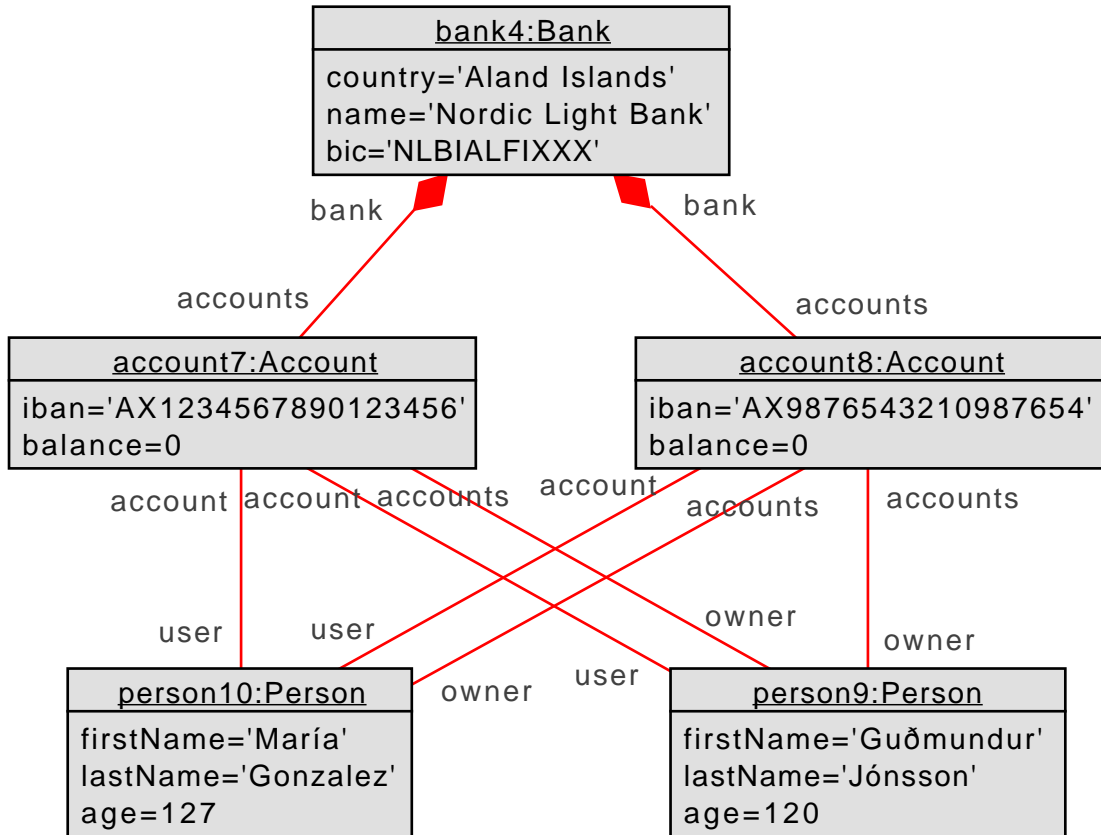 bank4:Bank
country='Aland Islands'
name='Nordic Light Bank'
bic='NLBIALFIXXX'
bank
bank
accounts
accounts
account7:Account
iban='AX1234567890123456'
balance=0
account8:Account
iban='AX9876543210987654'
balance=0
account
account
accounts
account
accounts
accounts
user
user
owner
owner
owner
user
person10:Person
firstName='María'
lastName='Gonzalez'
age=127
person9:Person
firstName='Guðmundur'
lastName='Jónsson'
age=120